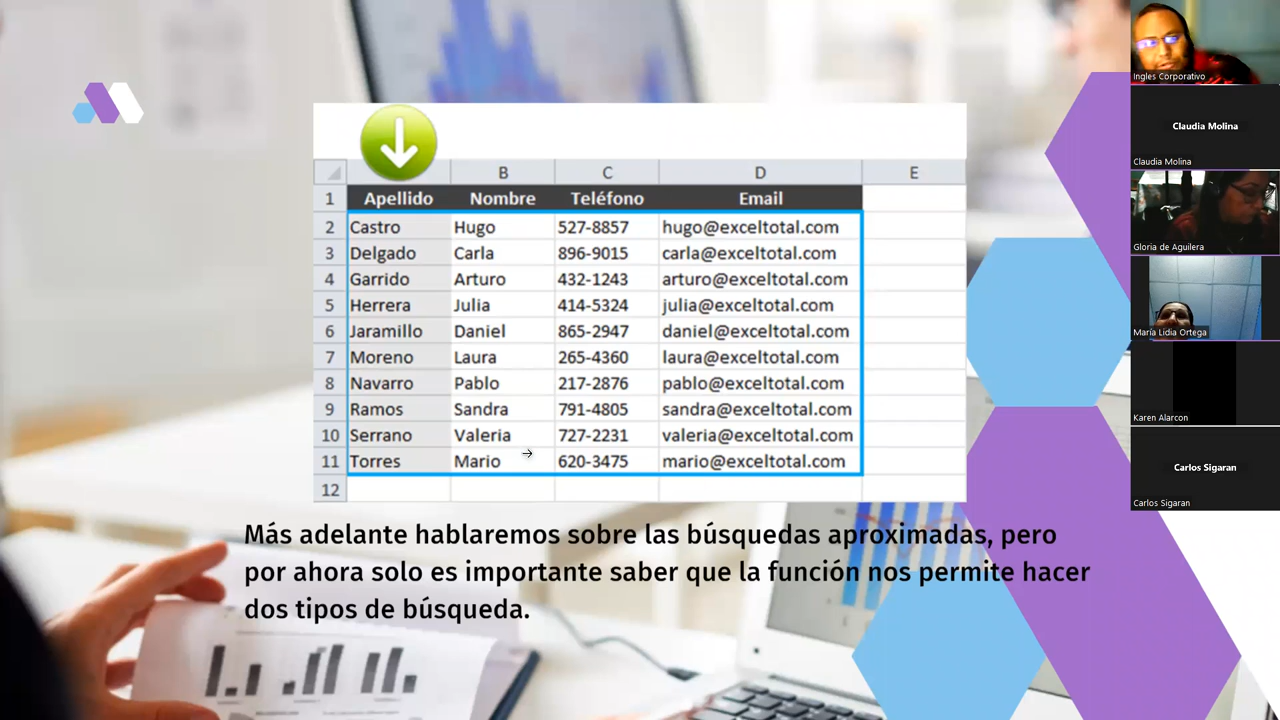 B C D E
1 Apellido Nombre Teléfono Email
2 Castro Hugo 527-8857 hugo@exceltotal.com
3 Delgado Carla 896-9015 carla@exceltotal.com
4 Garrido Arturo 432-1243 arturo@exceltotal.com
5 Herrera Julia 414-5324 julia@exceltotal.com
6 Jaramillo Daniel 865-2947 daniel@exceltotal.com
7 Moreno Laura 265-4360 laura@exceltotal.com
8 Navarro Pablo 217-2876 pablo@exceltotal.com
9 Ramos Sandra 791-4805 sandra@exceltotal.com
10 Serrano Valeria 727-2231 valeria@exceltotal.com
11 Torres Mario 620-3475 mario@exceltotal.com
12
Más adelante hablaremos sobre las búsquedas aproximadas, pero
por ahora solo es importante saber que la función nos permite hacer
dos tipos de búsqueda.
Ingles Corporativo
Claudia Molina
Claudia Molina
Gloria de Aguilera
María Lidia Ortega
Karen Alarcon
Carlos Sigaran
Carlos Sigaran